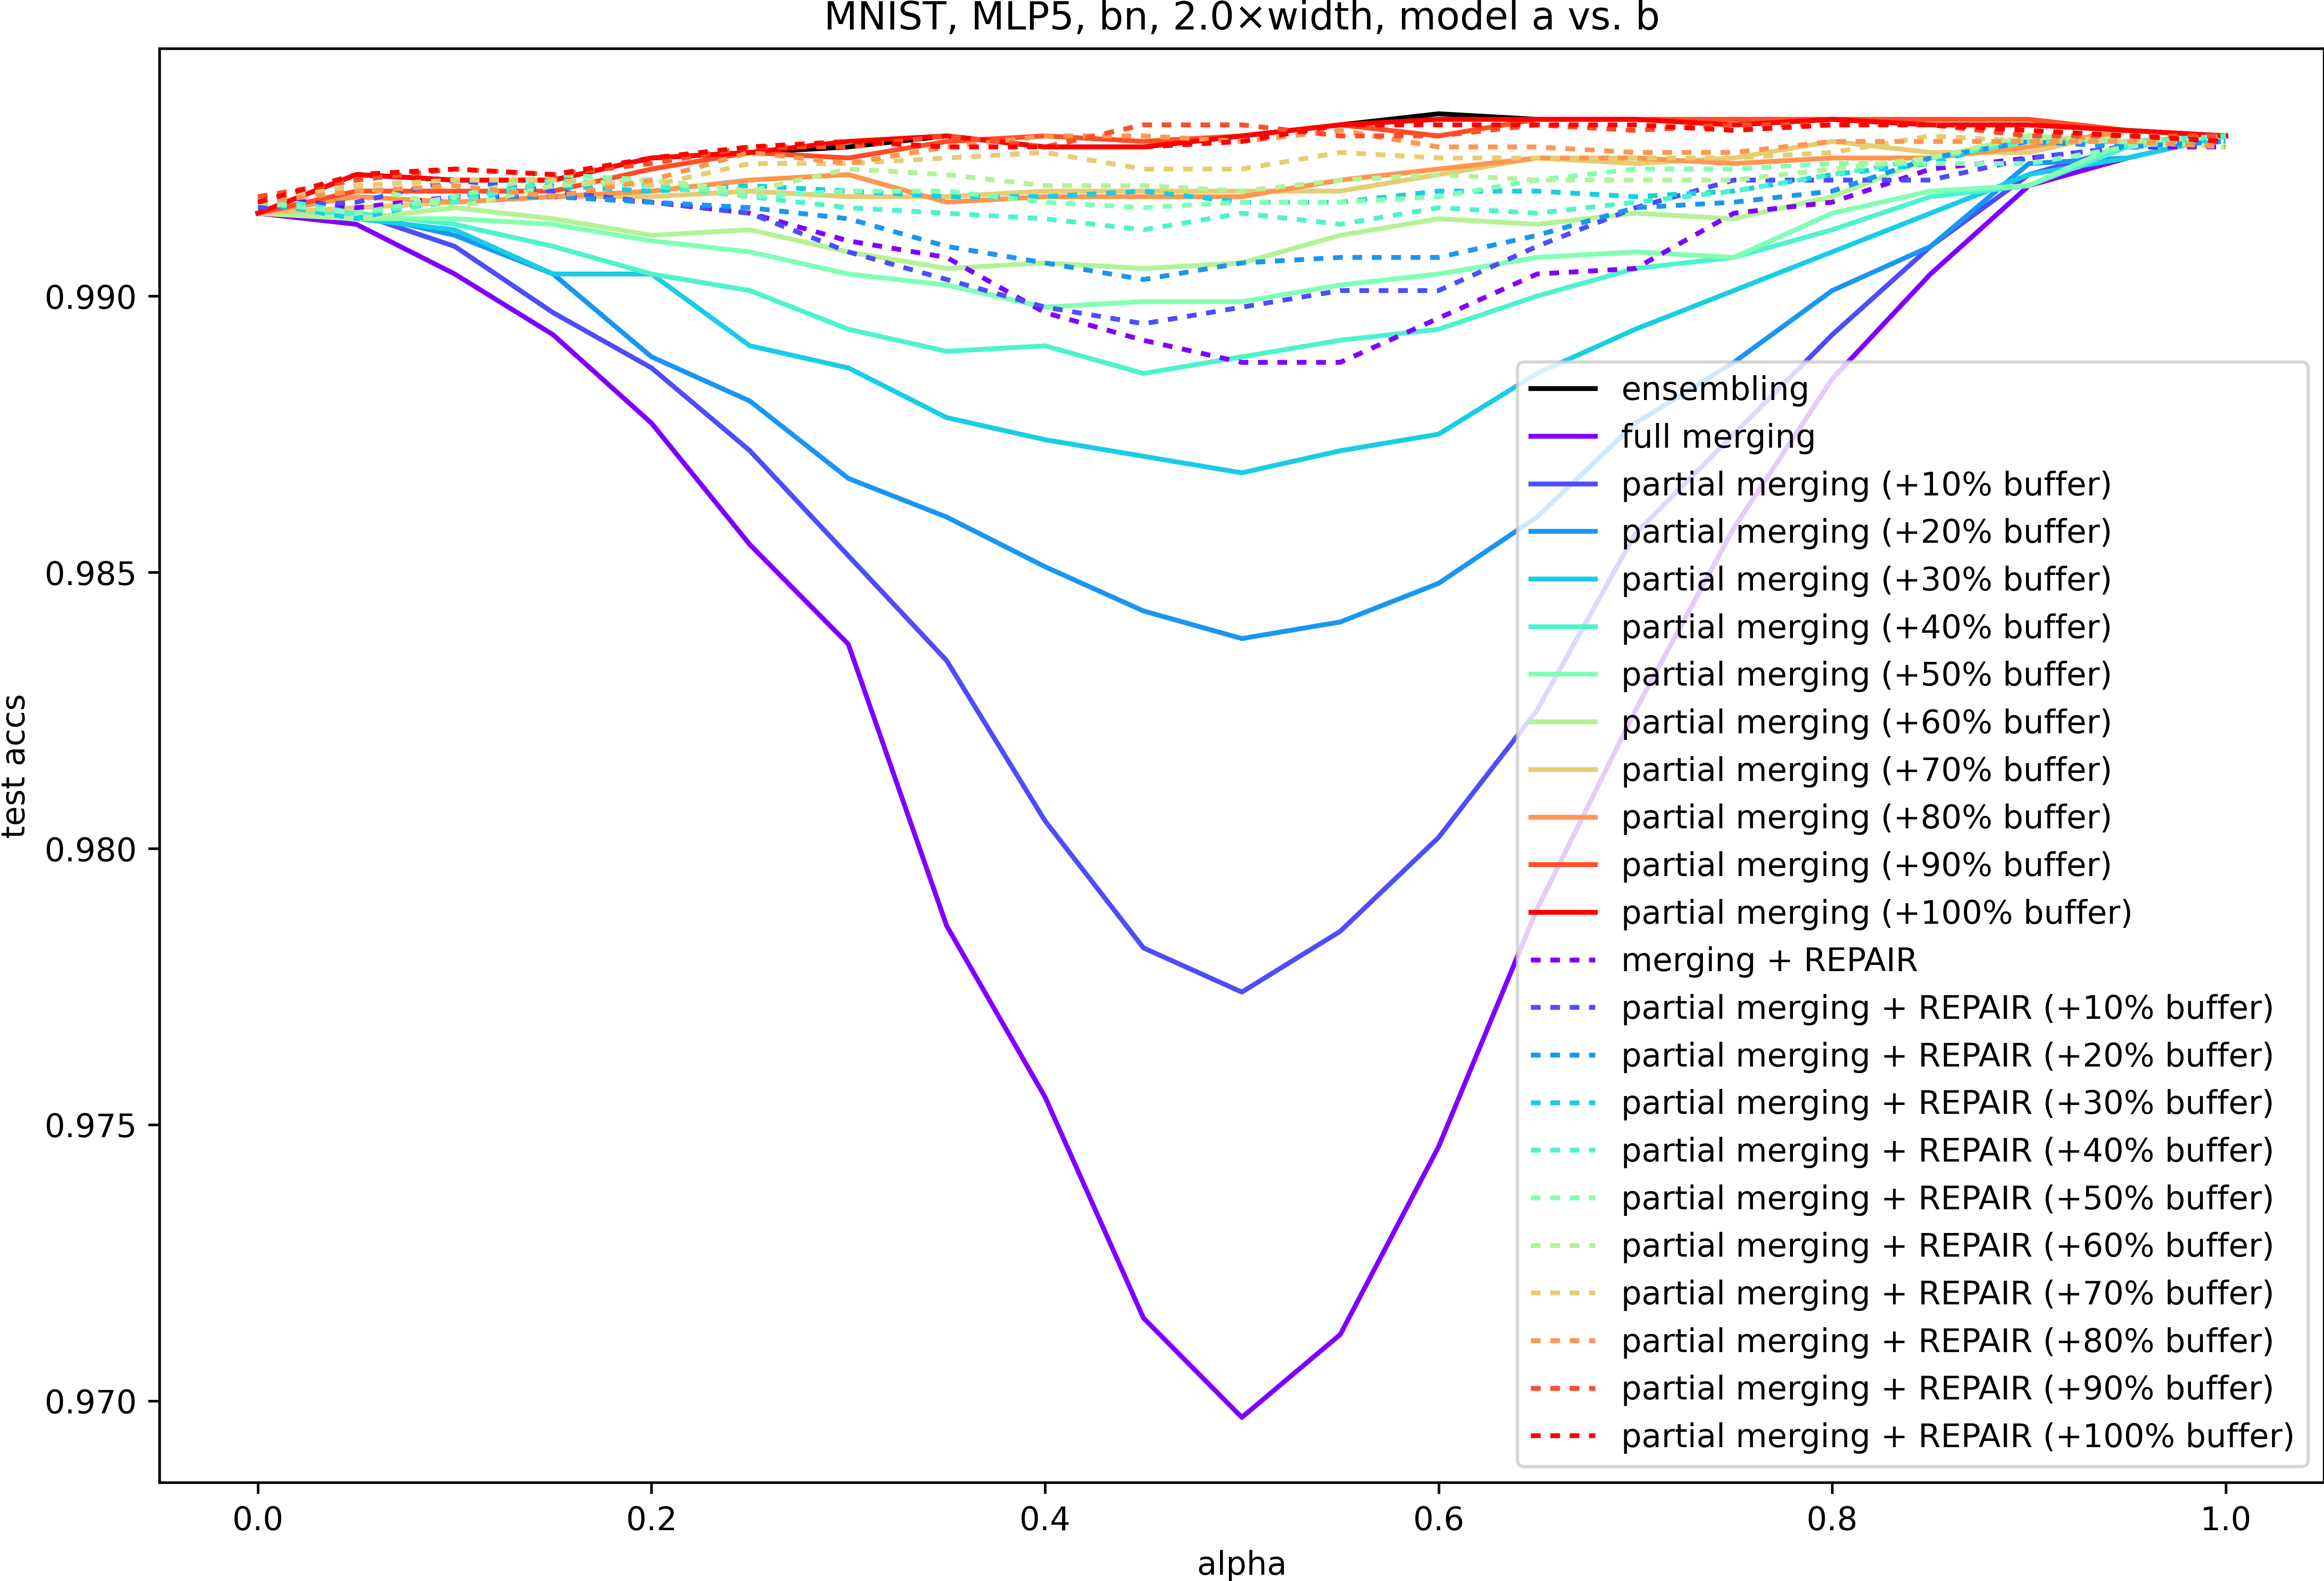 MNIST, MLP5, bn, 2.0×width, model a vs. b
test accs
0.990
0.985
0.980
0.975
0.970
ensembling
full merging
partial merging (+10% buffer)
partial merging (+20% buffer)
partial merging (+30% buffer)
partial merging (+40% buffer)
partial merging (+50% buffer)
partial merging (+60% buffer)
partial merging (+70% buffer)
partial merging (+80% buffer)
partial merging (+90% buffer)
partial merging (+100% buffer)
merging + REPAIR
partial merging + REPAIR (+10% buffer)
partial merging + REPAIR (+20% buffer)
partial merging + REPAIR (+30% buffer)
partial merging + REPAIR (+40% buffer)
partial merging + REPAIR (+50% buffer)
partial merging + REPAIR (+60% buffer)
partial merging + REPAIR (+70% buffer)
partial merging + REPAIR (+80% buffer)
partial merging + REPAIR (+90% buffer)
partial merging + REPAIR (+100% buffer)
0.0 0.2 0.4 0.6 0.8 1.0
alpha